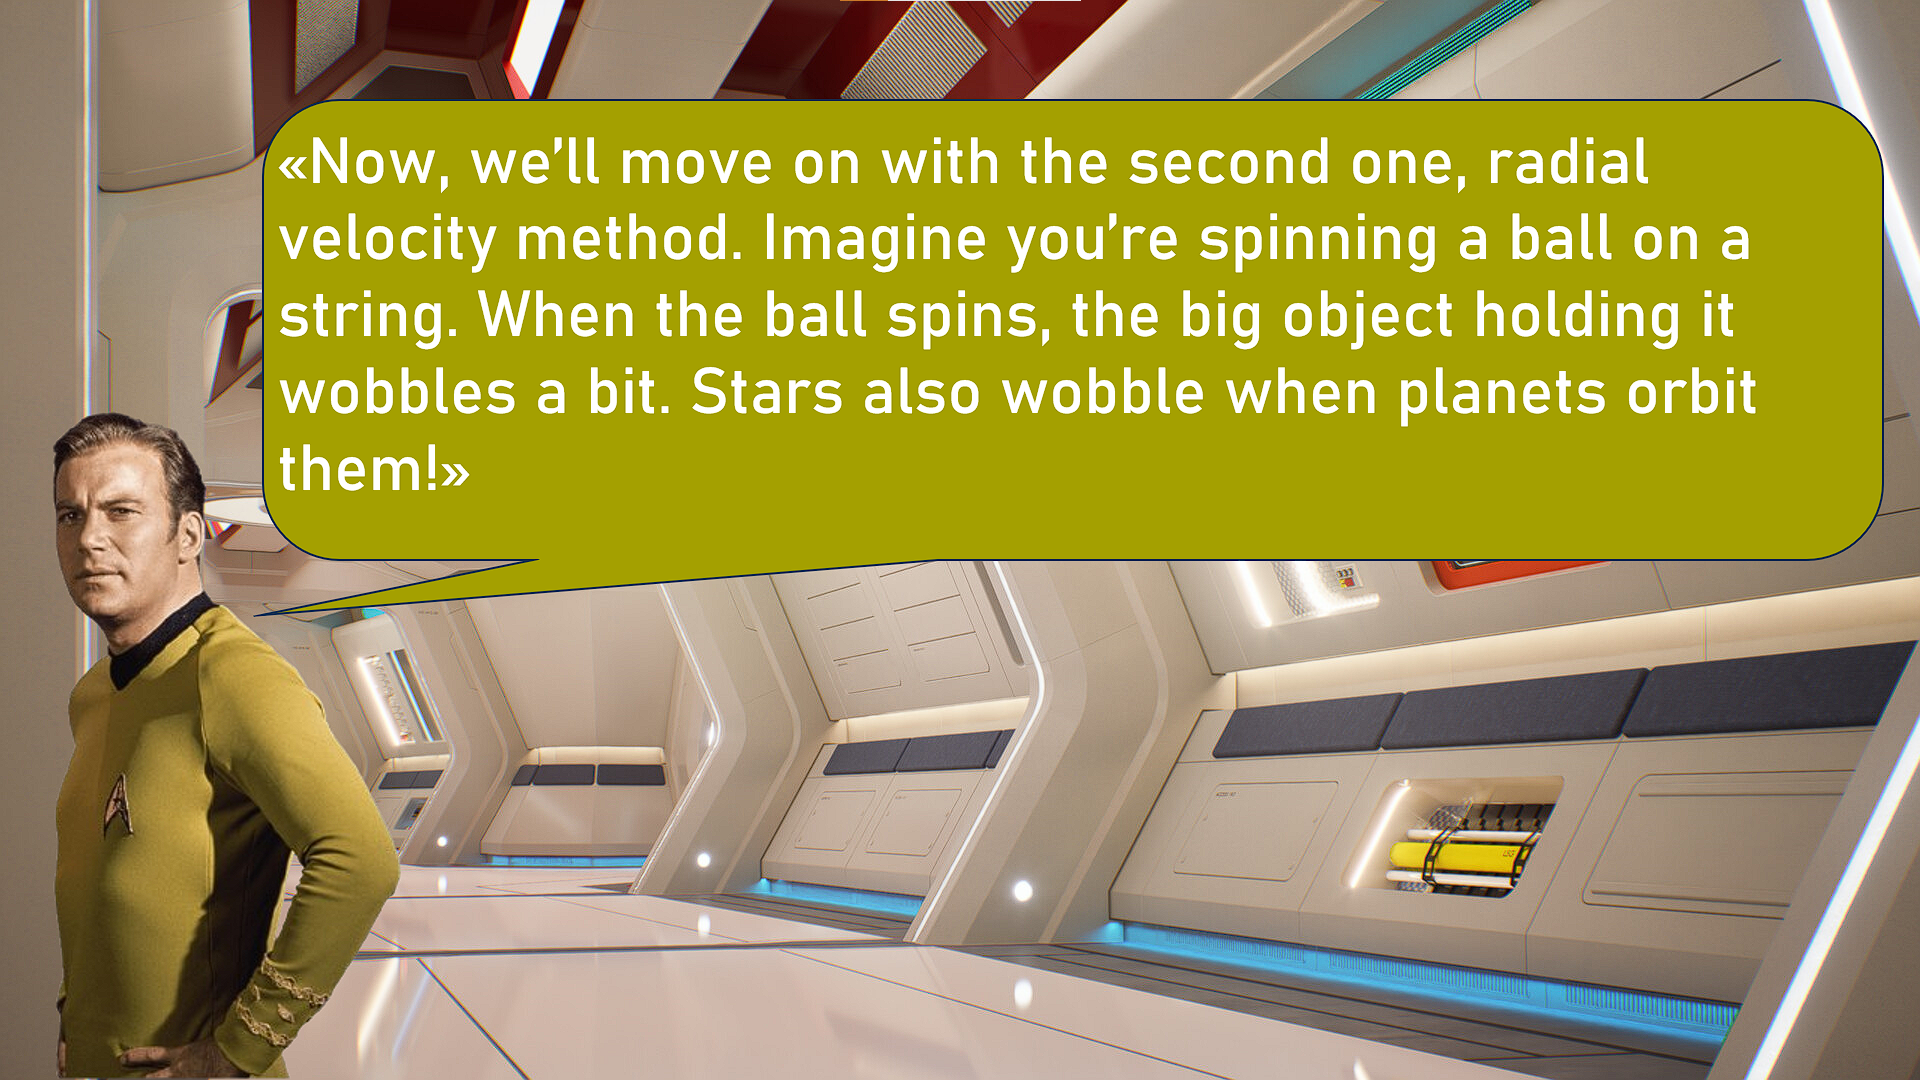 «Now, we’ll move on with the second one, radial
velocity method. Imagine you’re spinning a ball on a
string. When the ball spins, the big object holding it
wobbles a bit. Stars also wobble when planets orbit
them!»